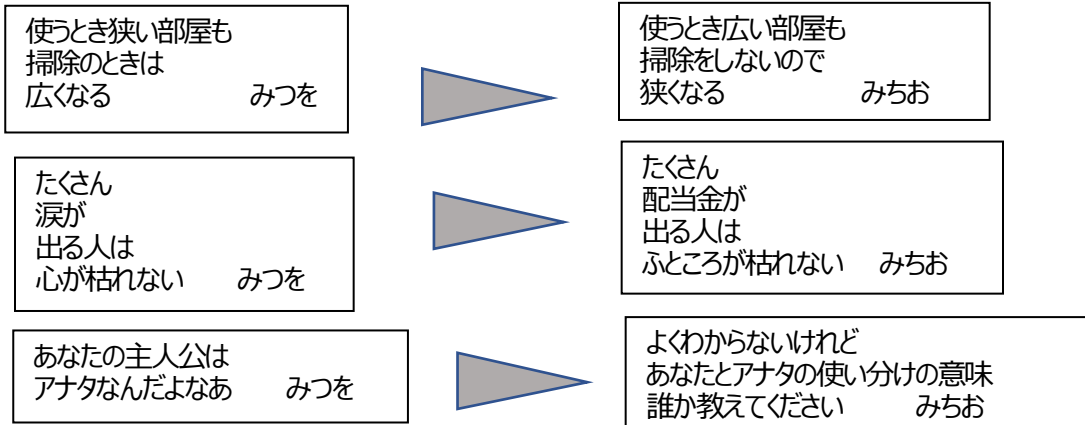 使うとき狭い部屋も
掃除のときは
広くなる　みつを
使うとき広い部屋も
掃除をしないので
狭くなる　みちお
たくさん
涙が
出る人は
心が枯れない　みつを
たくさん
配当金が
出る人は
ふところが枯れない　みちお
あなたの主人公は
アナタなんだよなあ　みつを
よくわからないけれど
あなたとアナタの使い分けの意味
誰か教えてください　みちお